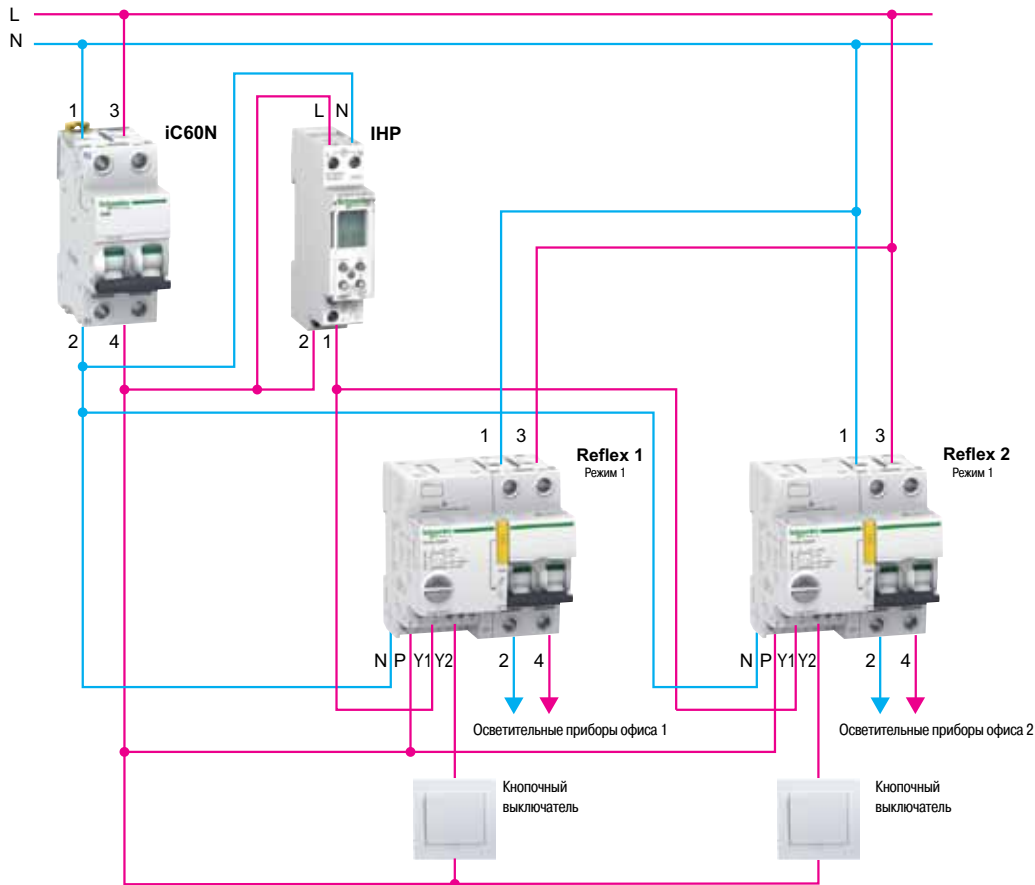 L
N
1 3
iC60N
L N
IHP
Schneider
2 4
2 1
1 3
Reflex 1
Режим 1
1 3
Reflex 2
Режим 1
N P Y1 Y2 2 4
N P Y1 Y2 2 4
Осветительные приборы офиса 1
Осветительные приборы офиса 2
Кнопочный
выключатель
Кнопочный
выключатель